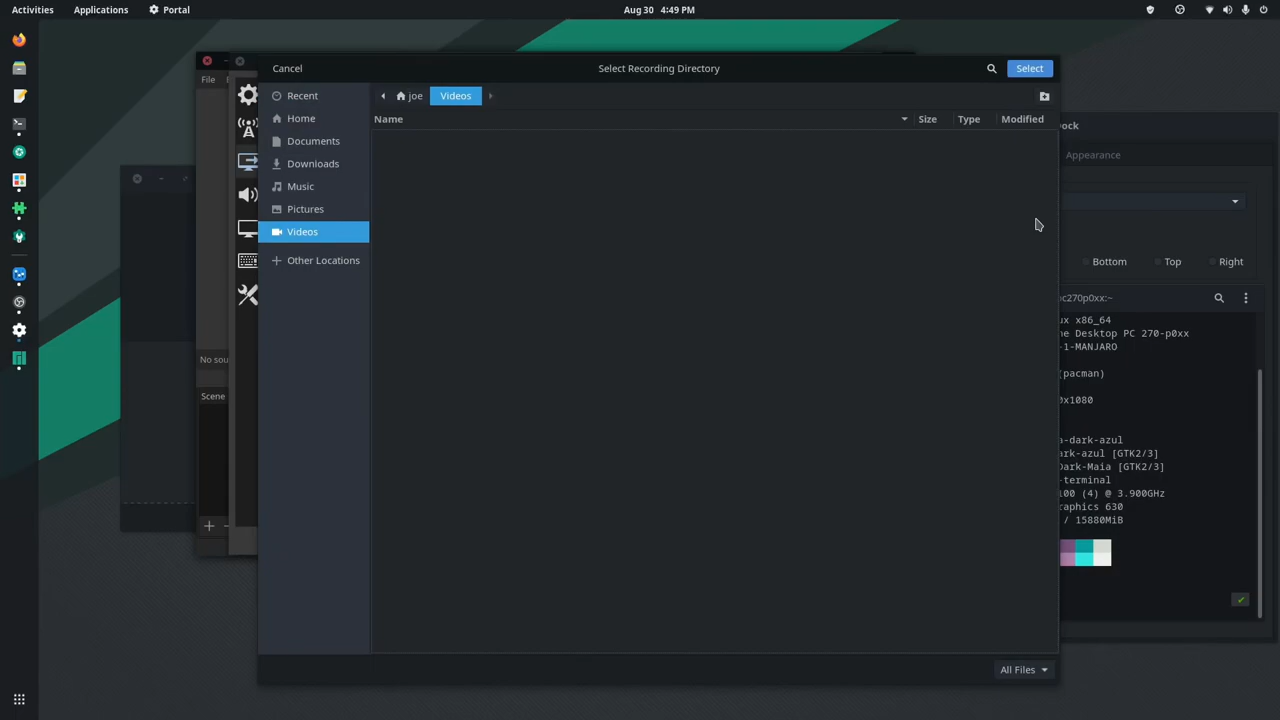 Activities
Applications
Portal
Aug 30 4:49 PM
Cancel
Select Recording Directory
Select
File
Recent
Home
Documents
Downloads
Music
Pictures
Videos
Other Locations
joe
Videos
Name
Size
Type
Modified
All Files
No sou
Scene
ock
Appearance
Bottom
Top
Right
oc270p0xx:~
ux x86_64
ne Desktop PC 270-p0xx
-1-MANJARO
(pacman)
0x1080
a-dark-azul
ark-azul [GTK2/3]
Dark-Maia [GTK2/3]
-terminal
100 (4) @ 3.900GHz
raphics 630
/ 15880MiB